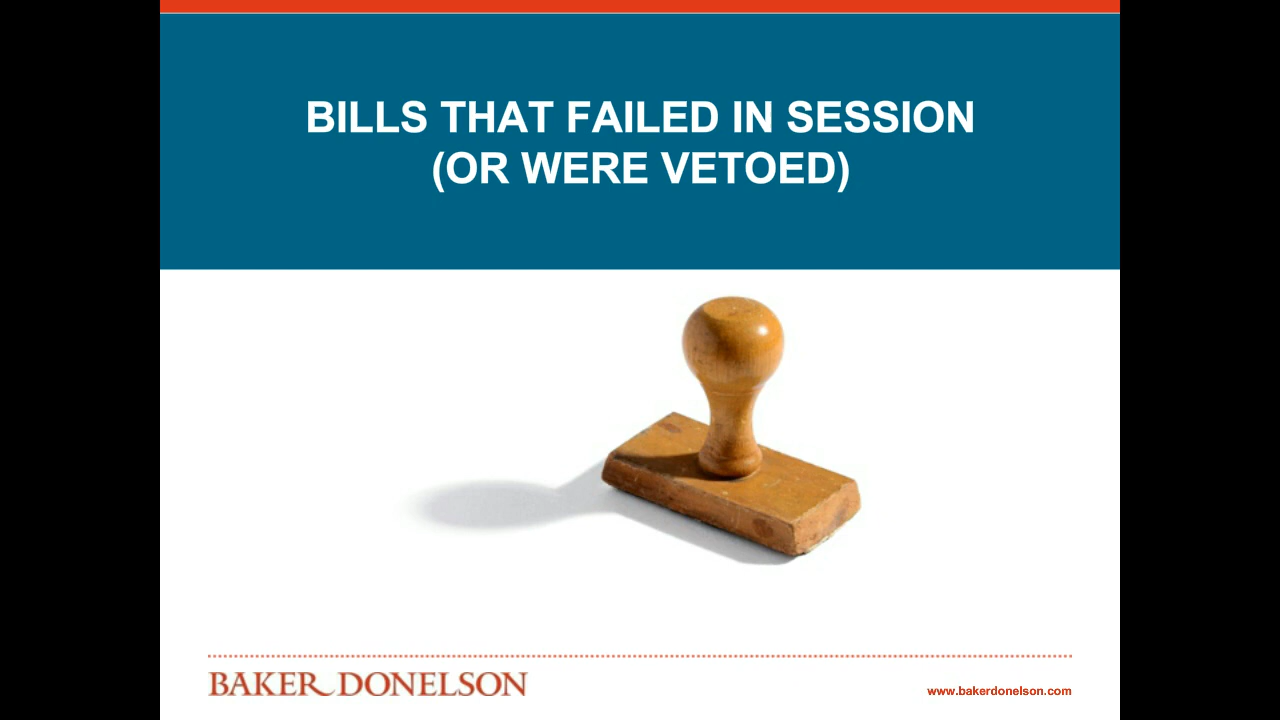 BILLS THAT FAILED IN SESSION
(OR WERE VETOED)
BAKER DONELSON
www.bakerdonelson.com